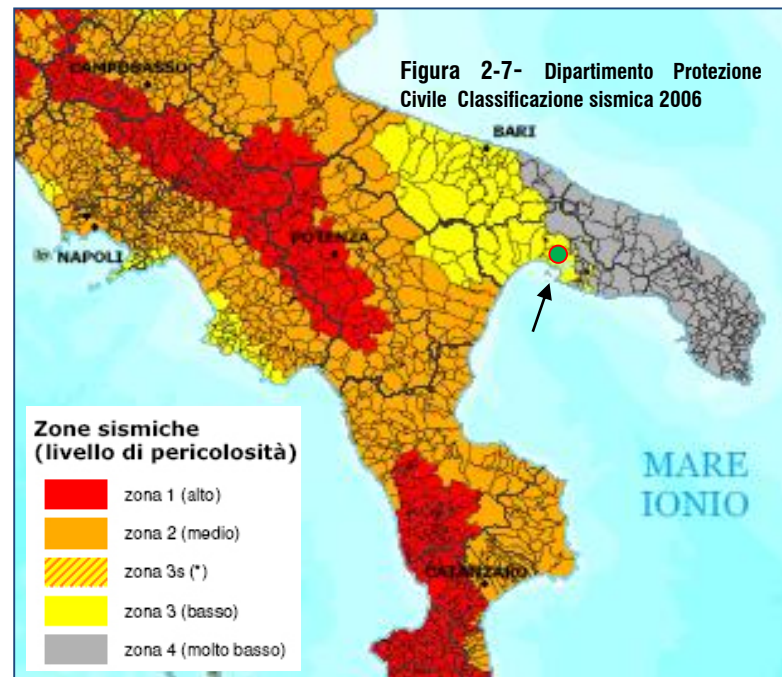 Figura 2-7- Dipartimento Protezione
Civile Classificazione sismica 2006
CAMPOBASSO
BARI
NAPOLI
POTENZA
MARE
IONIO
CATANZARO
Zone sismiche
(livello di pericolosità)
zona 1 (alto)
zona 2 (medio)
zona 3s (*)
zona 3 (basso)
zona 4 (molto basso)